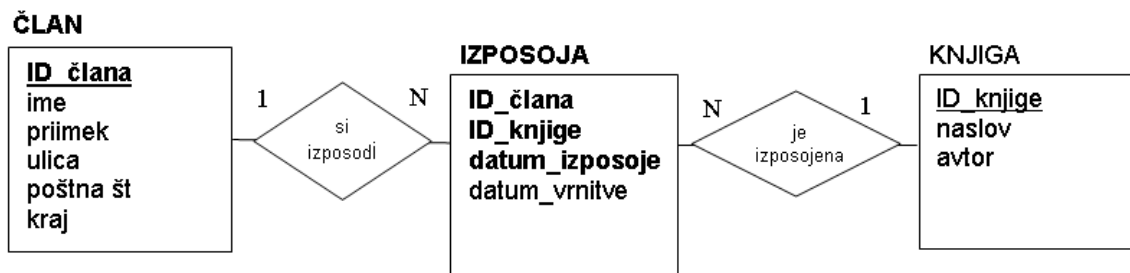 ČLAN
ID_člana
ime
priimek
ulica
poštna št
kraj
1
si
izposodi
N
IZPOSOJA
ID_člana
ID_knjige
datum_izposoje
datum_vrnitve
N
je
izposojena
1
KNJIGA
ID_knjige
naslov
avtor